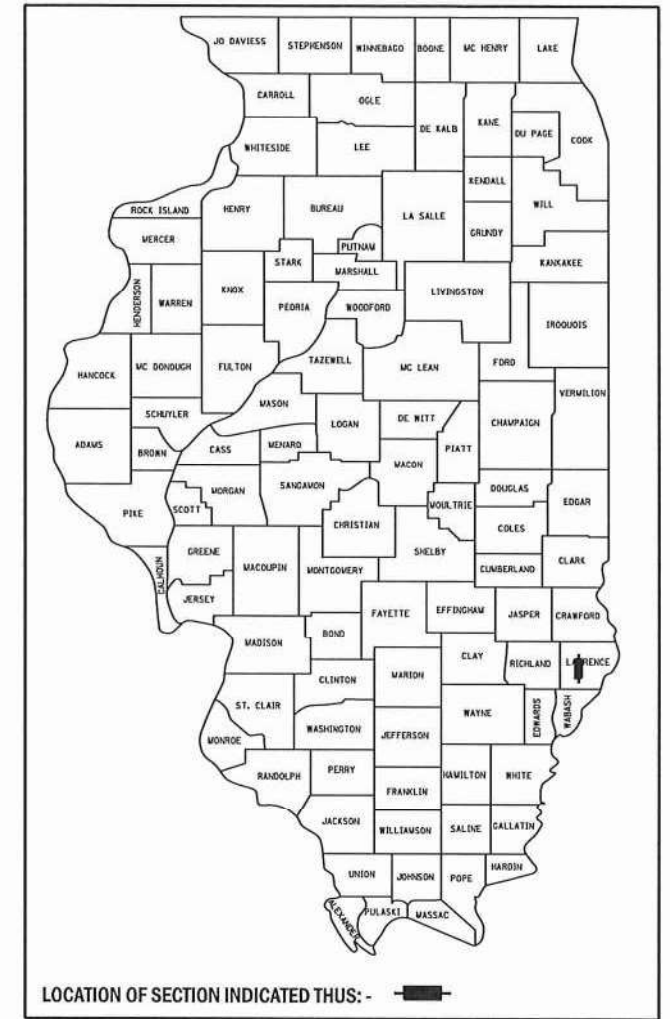 JO DAVIESS
STEPHENSON
WINNEBAGO
BOONE
MC HENRY
LAKE
CARROLL
OGLE
DE KALB
KANE
DU PAGE
COOK
WHITESIDE
LEE
KENDALL
WILL
ROCK ISLAND
HENRY
BUREAU
LA SALLE
GRUNDY
MERCER
PUTNAM
STARK
MARSHALL
KANKAKEE
HENDERSON
WARREN
KNOX
PEORIA
WOODFORD
LIVINGSTON
IROQUOIS
HANCOCK
MC DONOUGH
FULTON
TAZEWELL
MC LEAN
FORD
VERMILION
MASON
SCHUYLER
LOGAN
DE WITT
CHAMPAIGN
ADAMS
BROWN
CASS
MENARD
PIATT
MACON
MORGAN
SANGAMON
DOUGLAS
EDGAR
PIKE
SCOTT
MOULTRIE
CHRISTIAN
COLES
GREENE
MACOUPIN
MONTGOMERY
SHELBY
CUMBERLAND
CLARK
CALHOUN
JERSEY
FAYETTE
EFFINGHAM
JASPER
CRAWFORD
MADISON
BOND
CLAY
RICHLAND
LAWRENCE
CLINTON
MARION
ST. CLAIR
WAYNE
EDWARDS
WABASH
MONROE
WASHINGTON
JEFFERSON
RANDOLPH
PERRY
HAMILTON
WHITE
FRANKLIN
JACKSON
WILLIAMSON
SALINE
GALLATIN
UNION
JOHNSON
POPE
HARDIN
ALEXANDER
PULASKI
MASSAC
LOCATION OF SECTION INDICATED THUS: -